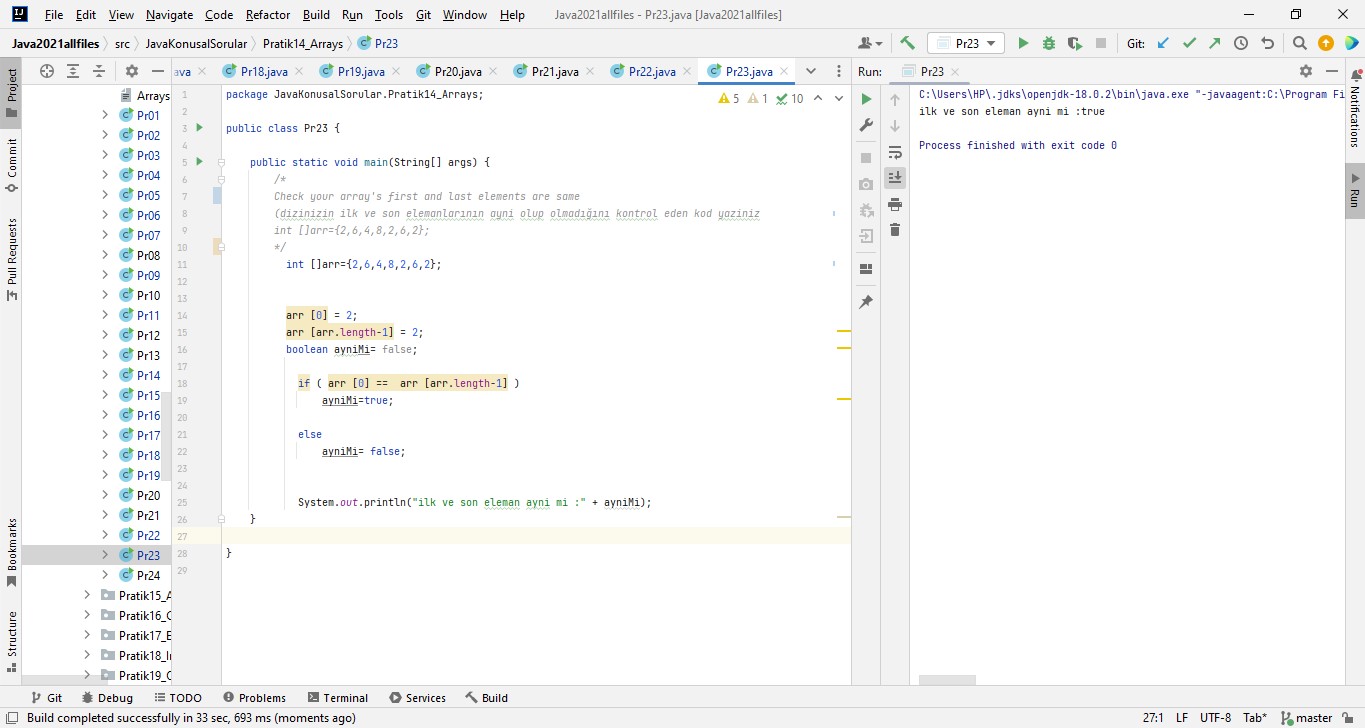 File Edit View Navigate Code Refactor Build Run Tools Git Window Help Java2021allfiles - Pr23.java [Java2021allfiles]
Java2021allfiles src JavaKonusalSorular Pratik14_Arrays Pr23 Pr23 Git:
ava Pr18.java Pr19.java Pr20.java Pr21.java Pr22.java Pr23.java Run: Pr23
Project
Commit
Pull Requests
Bookmarks
Structure
Arrays
Pr01
Pr02
Pr03
Pr04
Pr05
Pr06
Pr07
Pr08
Pr09
Pr10
Pr11
Pr12
Pr13
Pr14
Pr15
Pr16
Pr17
Pr18
Pr19
Pr20
Pr21
Pr22
Pr23
Pr24
Pratik15_A
Pratik16_C
Pratik17_E
Pratik18_In
Pratik19_C
5 1 10
1 package JavaKonusalSorular.Pratik14_Arrays;
2
3 public class Pr23 {
4
5 public static void main(String[] args) {
6 /*
7 Check your array's first and last elements are same
8 (dizinizin ilk ve son elemanlarının ayni olup olmadığını kontrol eden kod yaziniz
9 int []arr={2,6,4,8,2,6,2};
10 */
11 int []arr={2,6,4,8,2,6,2};
12
13
14 arr [0] = 2;
15 arr [arr.length-1] = 2;
16 boolean ayniMi= false;
17
18 if ( arr [0] == arr [arr.length-1] )
19 ayniMi=true;
20
21 else
22 ayniMi= false;
23
24
25 System.out.println("ilk ve son eleman ayni mi :" + ayniMi);
26 }
27
28 }
29
C:\Users\HP\.jdks\openjdk-18.0.2\bin\java.exe "-javaagent:C:\Program Fi
ilk ve son eleman ayni mi :true
Process finished with exit code 0
Notifications
Run
Git Debug TODO Problems Terminal Services Build
Build completed successfully in 33 sec, 693 ms (moments ago) 27:1 LF UTF-8 Tab* master